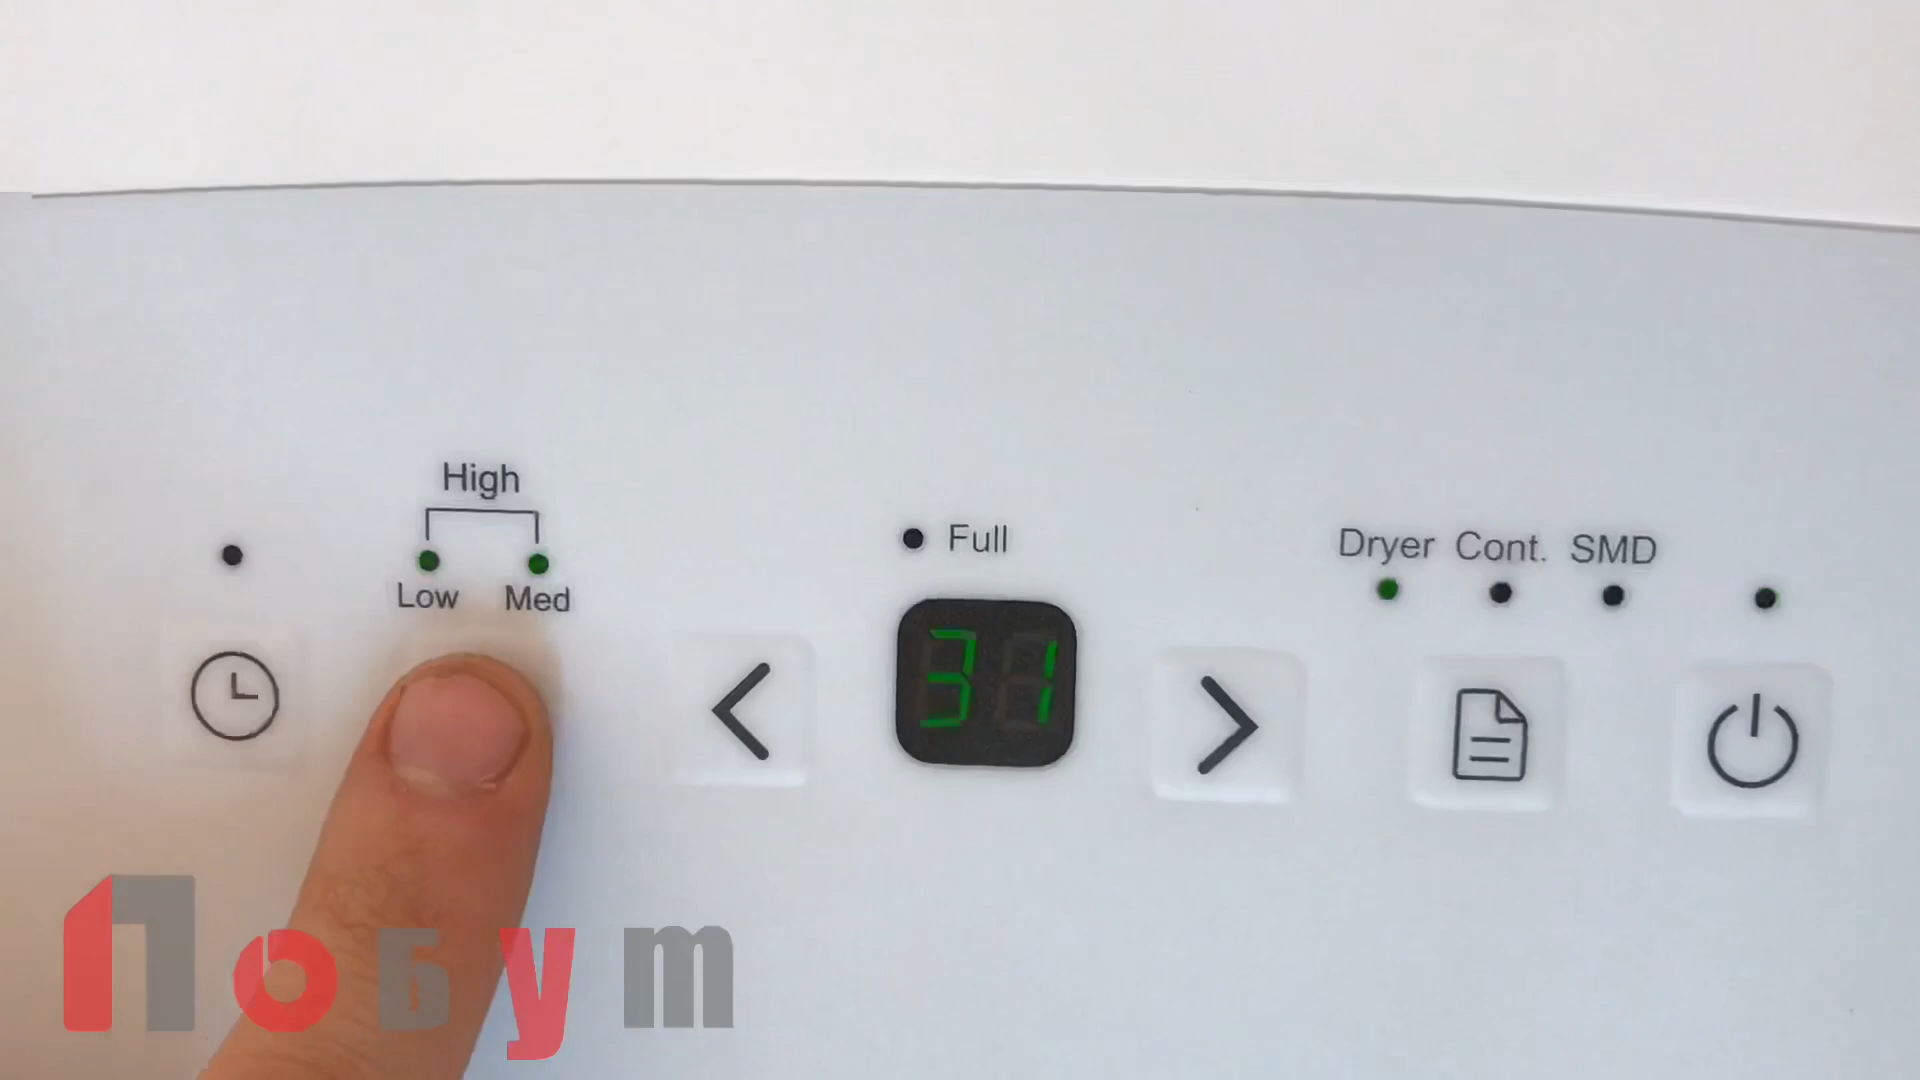 High
Low Med
Full
31
Dryer Cont. SMD
Побут